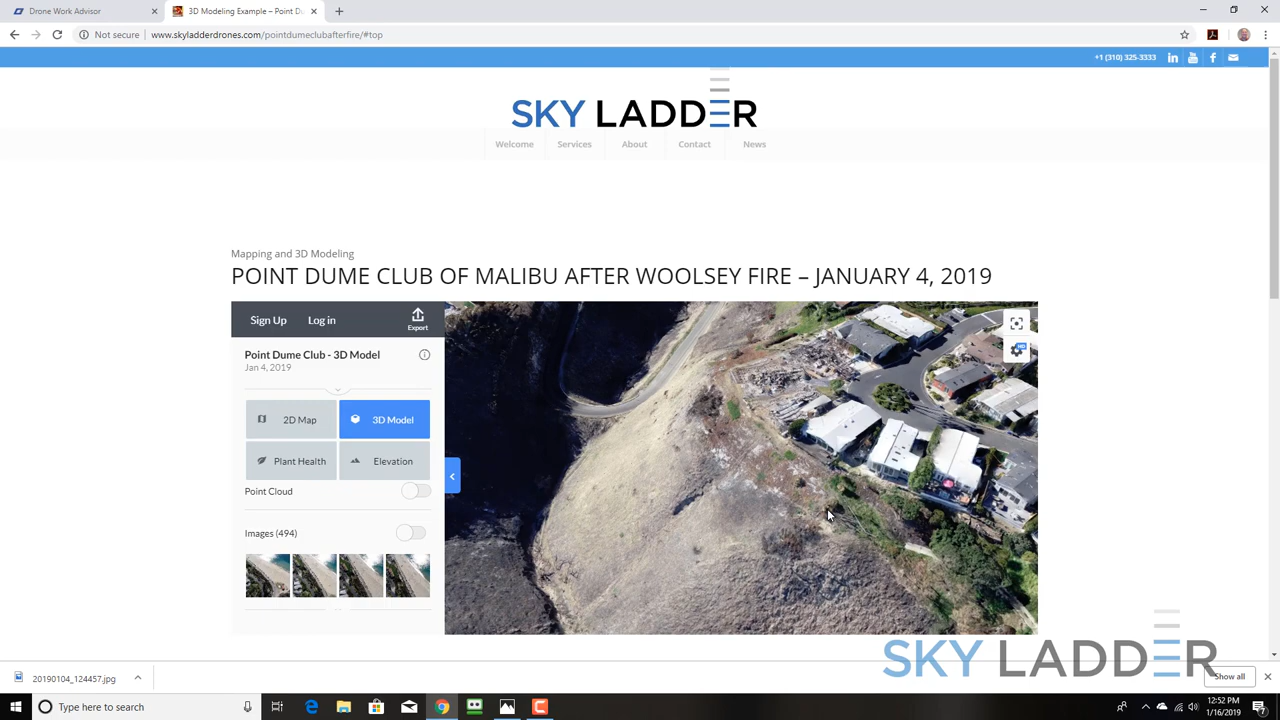 Drone Work Advisor
3D Modeling Example – Point Du
Not secure | www.skyladderdrones.com/pointdumeclubafterfire/#top
+1 (310) 325-3333
SKY LADDER
Welcome
Services
About
Contact
News
Mapping and 3D Modeling
POINT DUME CLUB OF MALIBU AFTER WOOLSEY FIRE – JANUARY 4, 2019
Sign Up
Log in
Export
HD
Point Dume Club - 3D Model
Jan 4, 2019
2D Map
3D Model
Plant Health
Elevation
Point Cloud
Images (494)
SKY LADDER
20190104_124457.jpg
Show all
Type here to search
12:52 PM
1/16/2019